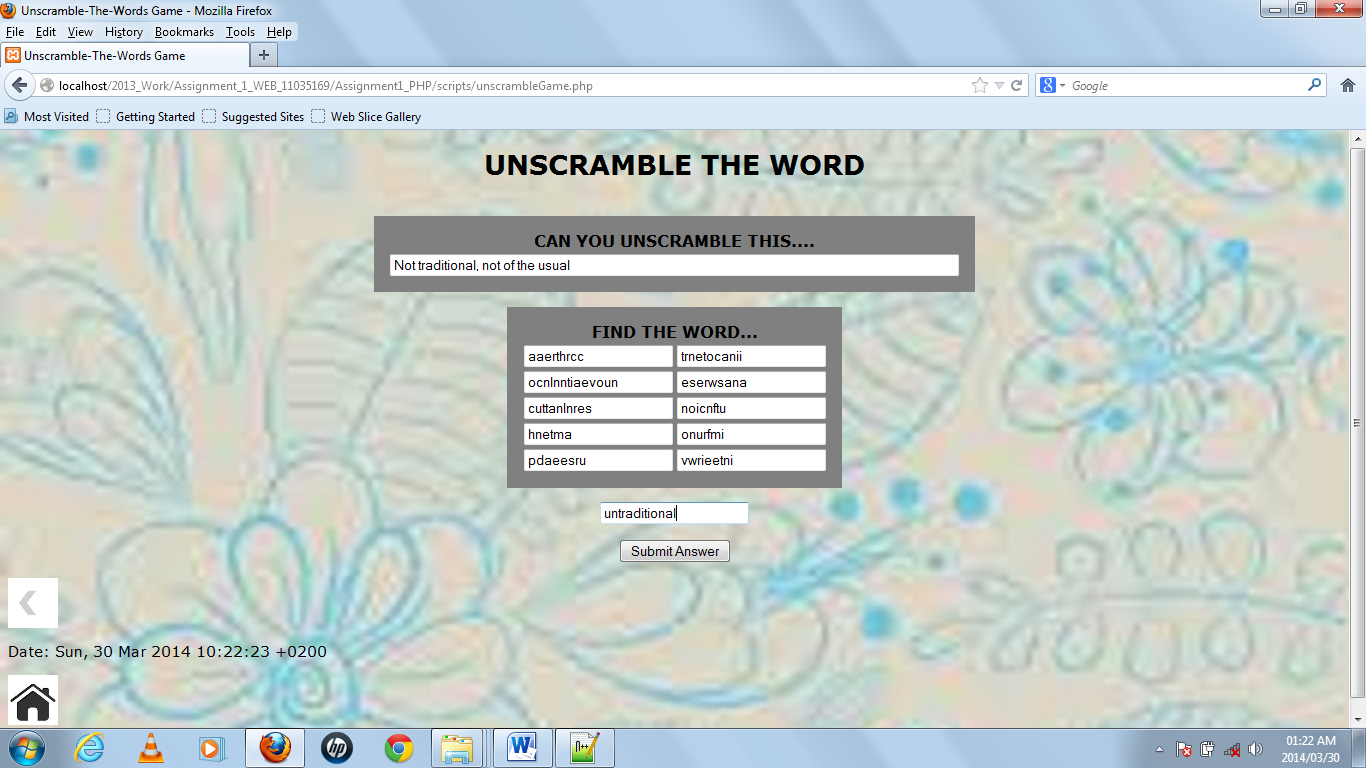 Unscramble-The-Words Game - Mozilla Firefox
File Edit View History Bookmarks Tools Help
Unscramble-The-Words Game
localhost/2013_Work/Assignment_1_WEB_11035169/Assignment1_PHP/scripts/unscrambleGame.php
Google
Most Visited Getting Started Suggested Sites Web Slice Gallery
UNSCRAMBLE THE WORD
CAN YOU UNSCRAMBLE THIS....
Not traditional, not of the usual
FIND THE WORD...
aaerthrcc trnetocanii
ocnlnntiaevoun eserwsana
cuttanlnres noicnftu
hnetma onurfmi
pdaeesru vwrieetni
untraditional
Submit Answer
Date: Sun, 30 Mar 2014 10:22:23 +0200
01:22 AM
2014/03/30